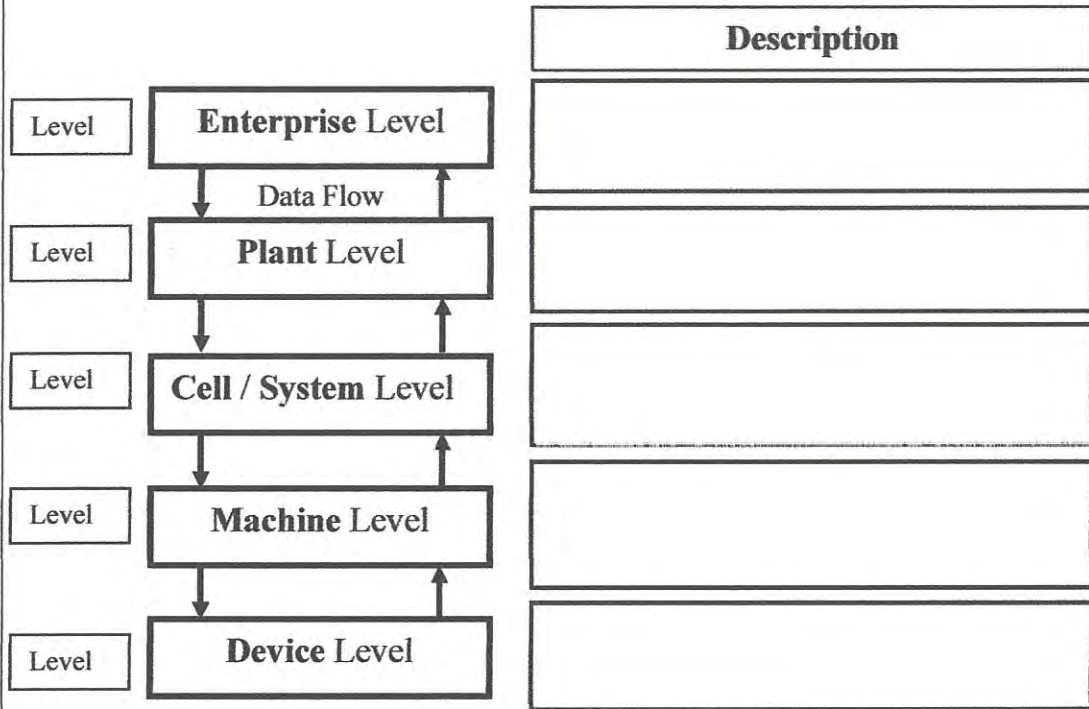 Description
Level
Enterprise Level
Data Flow
Level
Plant Level
Level
Cell / System Level
Level
Machine Level
Level
Device Level